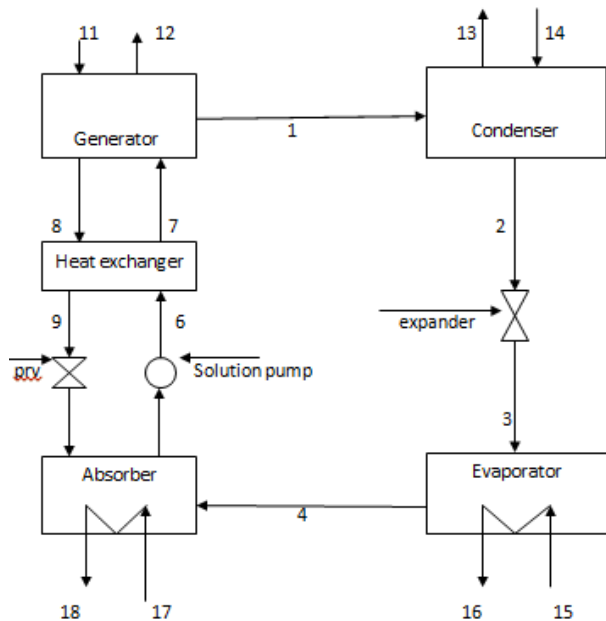 11 12 13 14
Generator
1
Condenser
8 7 2
Heat exchanger
9 6
expander
prv
Solution pump
3
Absorber
Evaporator
4
18 17 16 15